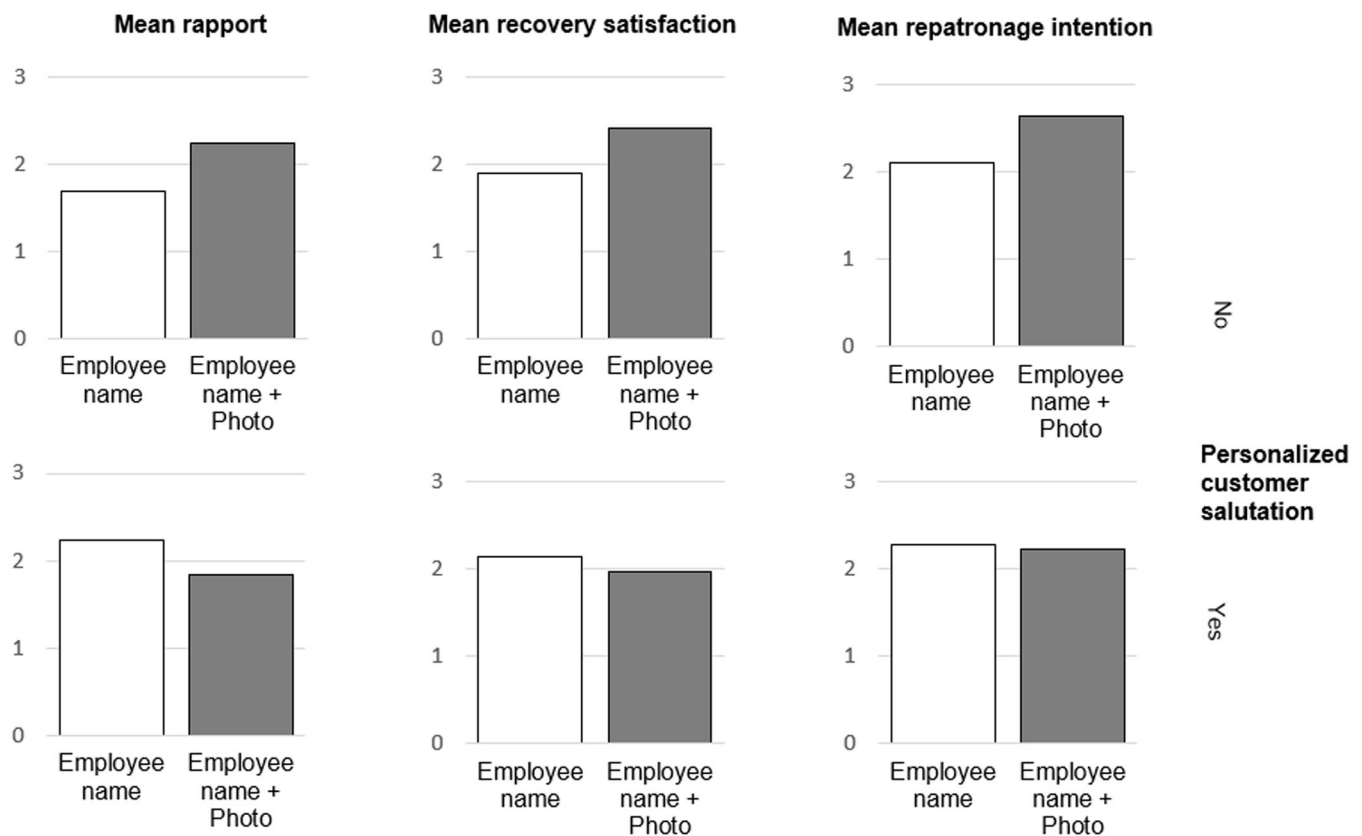 Mean rapport
Mean recovery satisfaction
Mean repatronage intention
3
2
1
0
Employee
name
Employee
name +
Photo
3
2
1
0
Employee
name
Employee
name +
Photo
3
2
1
0
Employee
name
Employee
name +
Photo
No
Personalized
customer
salutation
3
2
1
0
Employee
name
Employee
name +
Photo
3
2
1
0
Employee
name
Employee
name +
Photo
3
2
1
0
Employee
name
Employee
name +
Photo
Yes